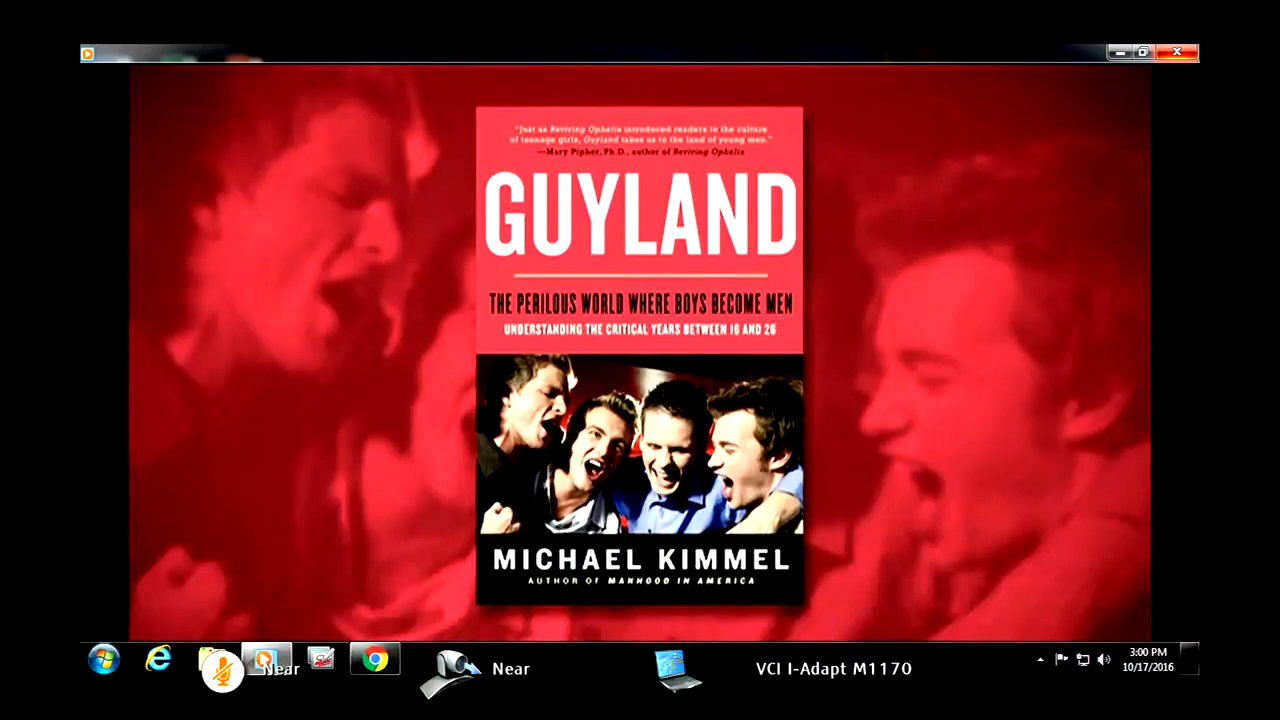 "Just as Reviving Ophelia introduced readers to the culture
of teenage girls, Guyland takes us to the land of young men."
—Mary Pipher, Ph.D., author of Reviving Ophelia
GUYLAND
THE PERILOUS WORLD WHERE BOYS BECOME MEN
UNDERSTANDING THE CRITICAL YEARS BETWEEN 16 AND 26
MICHAEL KIMMEL
AUTHOR OF MANHOOD IN AMERICA
Near
Near
VCI I-Adapt M1170
3:00 PM
10/17/2016